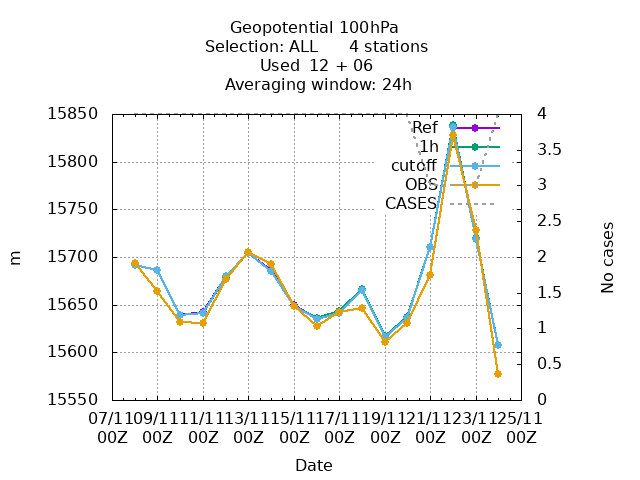 Geopotential 100hPa
Selection: ALL 4 stations
Used 12 + 06
Averaging window: 24h
15850
15800
15750
15700
15650
15600
15550
4
3.5
3
2.5
2
1.5
1
0.5
0
Ref
1h
cutoff
OBS
CASES
m
No cases
07/11 09/11 11/11 13/11 15/11 17/11 19/11 21/11 23/11 25/11
00Z 00Z 00Z 00Z 00Z 00Z 00Z 00Z 00Z 00Z
Date